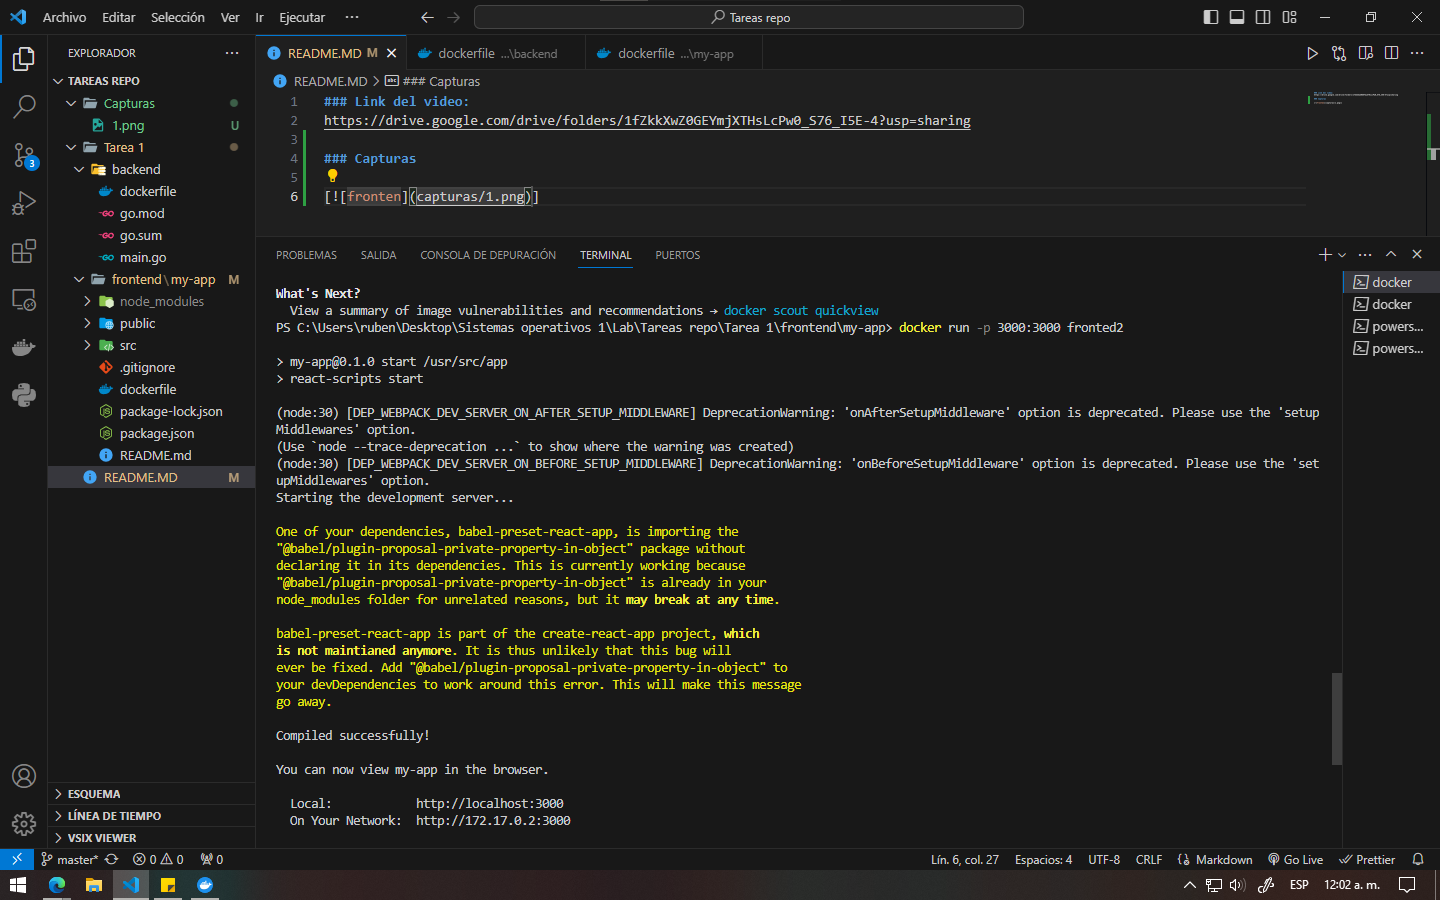 Archivo Editar Selección Ver Ir Ejecutar ··· Tareas repo
EXPLORADOR ···
TAREAS REPO
Capturas
1.png U
Tarea 1
backend
dockerfile
go.mod
go.sum
main.go
frontend\my-app M
node_modules
public
src
.gitignore
dockerfile
package-lock.json
package.json
README.md
README.MD M
ESQUEMA
LÍNEA DE TIEMPO
VSIX VIEWER
3
README.MD M dockerfile ...\backend dockerfile ...\my-app
README.MD > ### Capturas
1 ### Link del video:
2 https://drive.google.com/drive/folders/1fZkkXwZ0GEYmjXTHsLcPw0_S76_I5E-4?usp=sharing
3
4 ### Capturas
5
6 [![fronten](capturas/1.png)]
PROBLEMAS SALIDA CONSOLA DE DEPURACIÓN TERMINAL PUERTOS
What's Next?
View a summary of image vulnerabilities and recommendations → docker scout quickview
PS C:\Users\ruben\Desktop\Sistemas operativos 1\Lab\Tareas repo\Tarea 1\frontend\my-app> docker run -p 3000:3000 fronted2
> my-app@0.1.0 start /usr/src/app
> react-scripts start
(node:30) [DEP_WEBPACK_DEV_SERVER_ON_AFTER_SETUP_MIDDLEWARE] DeprecationWarning: 'onAfterSetupMiddleware' option is deprecated. Please use the 'setup
Middlewares' option.
(Use `node --trace-deprecation ...` to show where the warning was created)
(node:30) [DEP_WEBPACK_DEV_SERVER_ON_BEFORE_SETUP_MIDDLEWARE] DeprecationWarning: 'onBeforeSetupMiddleware' option is deprecated. Please use the 'set
upMiddlewares' option.
Starting the development server...
One of your dependencies, babel-preset-react-app, is importing the
"@babel/plugin-proposal-private-property-in-object" package without
declaring it in its dependencies. This is currently working because
"@babel/plugin-proposal-private-property-in-object" is already in your
node_modules folder for unrelated reasons, but it may break at any time.
babel-preset-react-app is part of the create-react-app project, which
is not maintianed anymore. It is thus unlikely that this bug will
ever be fixed. Add "@babel/plugin-proposal-private-property-in-object" to
your devDependencies to work around this error. This will make this message
go away.
Compiled successfully!
You can now view my-app in the browser.
Local: http://localhost:3000
On Your Network: http://172.17.0.2:3000
docker
docker
powers...
powers...
master* 0 0 0 Lín. 6, col. 27 Espacios: 4 UTF-8 CRLF Markdown Go Live Prettier
ESP 12:02 a. m.